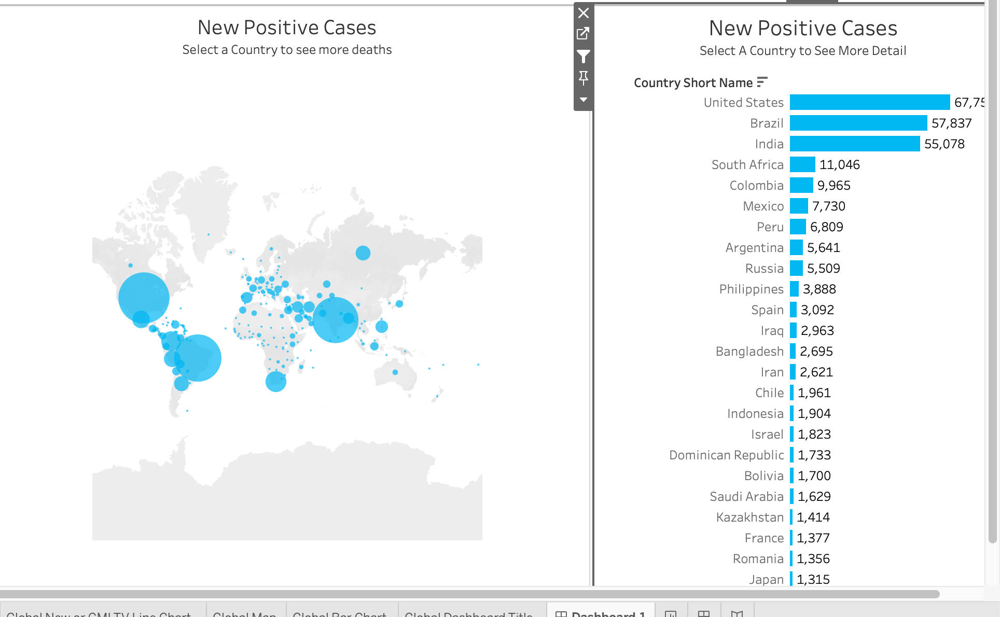 New Positive Cases
Select a Country to see more deaths
New Positive Cases
Select A Country to See More Detail
Country Short Name
United States 67,75
Brazil 57,837
India 55,078
South Africa 11,046
Colombia 9,965
Mexico 7,730
Peru 6,809
Argentina 5,641
Russia 5,509
Philippines 3,888
Spain 3,092
Iraq 2,963
Bangladesh 2,695
Iran 2,621
Chile 1,961
Indonesia 1,904
Israel 1,823
Dominican Republic 1,733
Bolivia 1,700
Saudi Arabia 1,629
Kazakhstan 1,414
France 1,377
Romania 1,356
Japan 1,315
Global New or CMLTV Line Chart Global Map Global Bar Chart Global Dashboard Title Dashboard 1